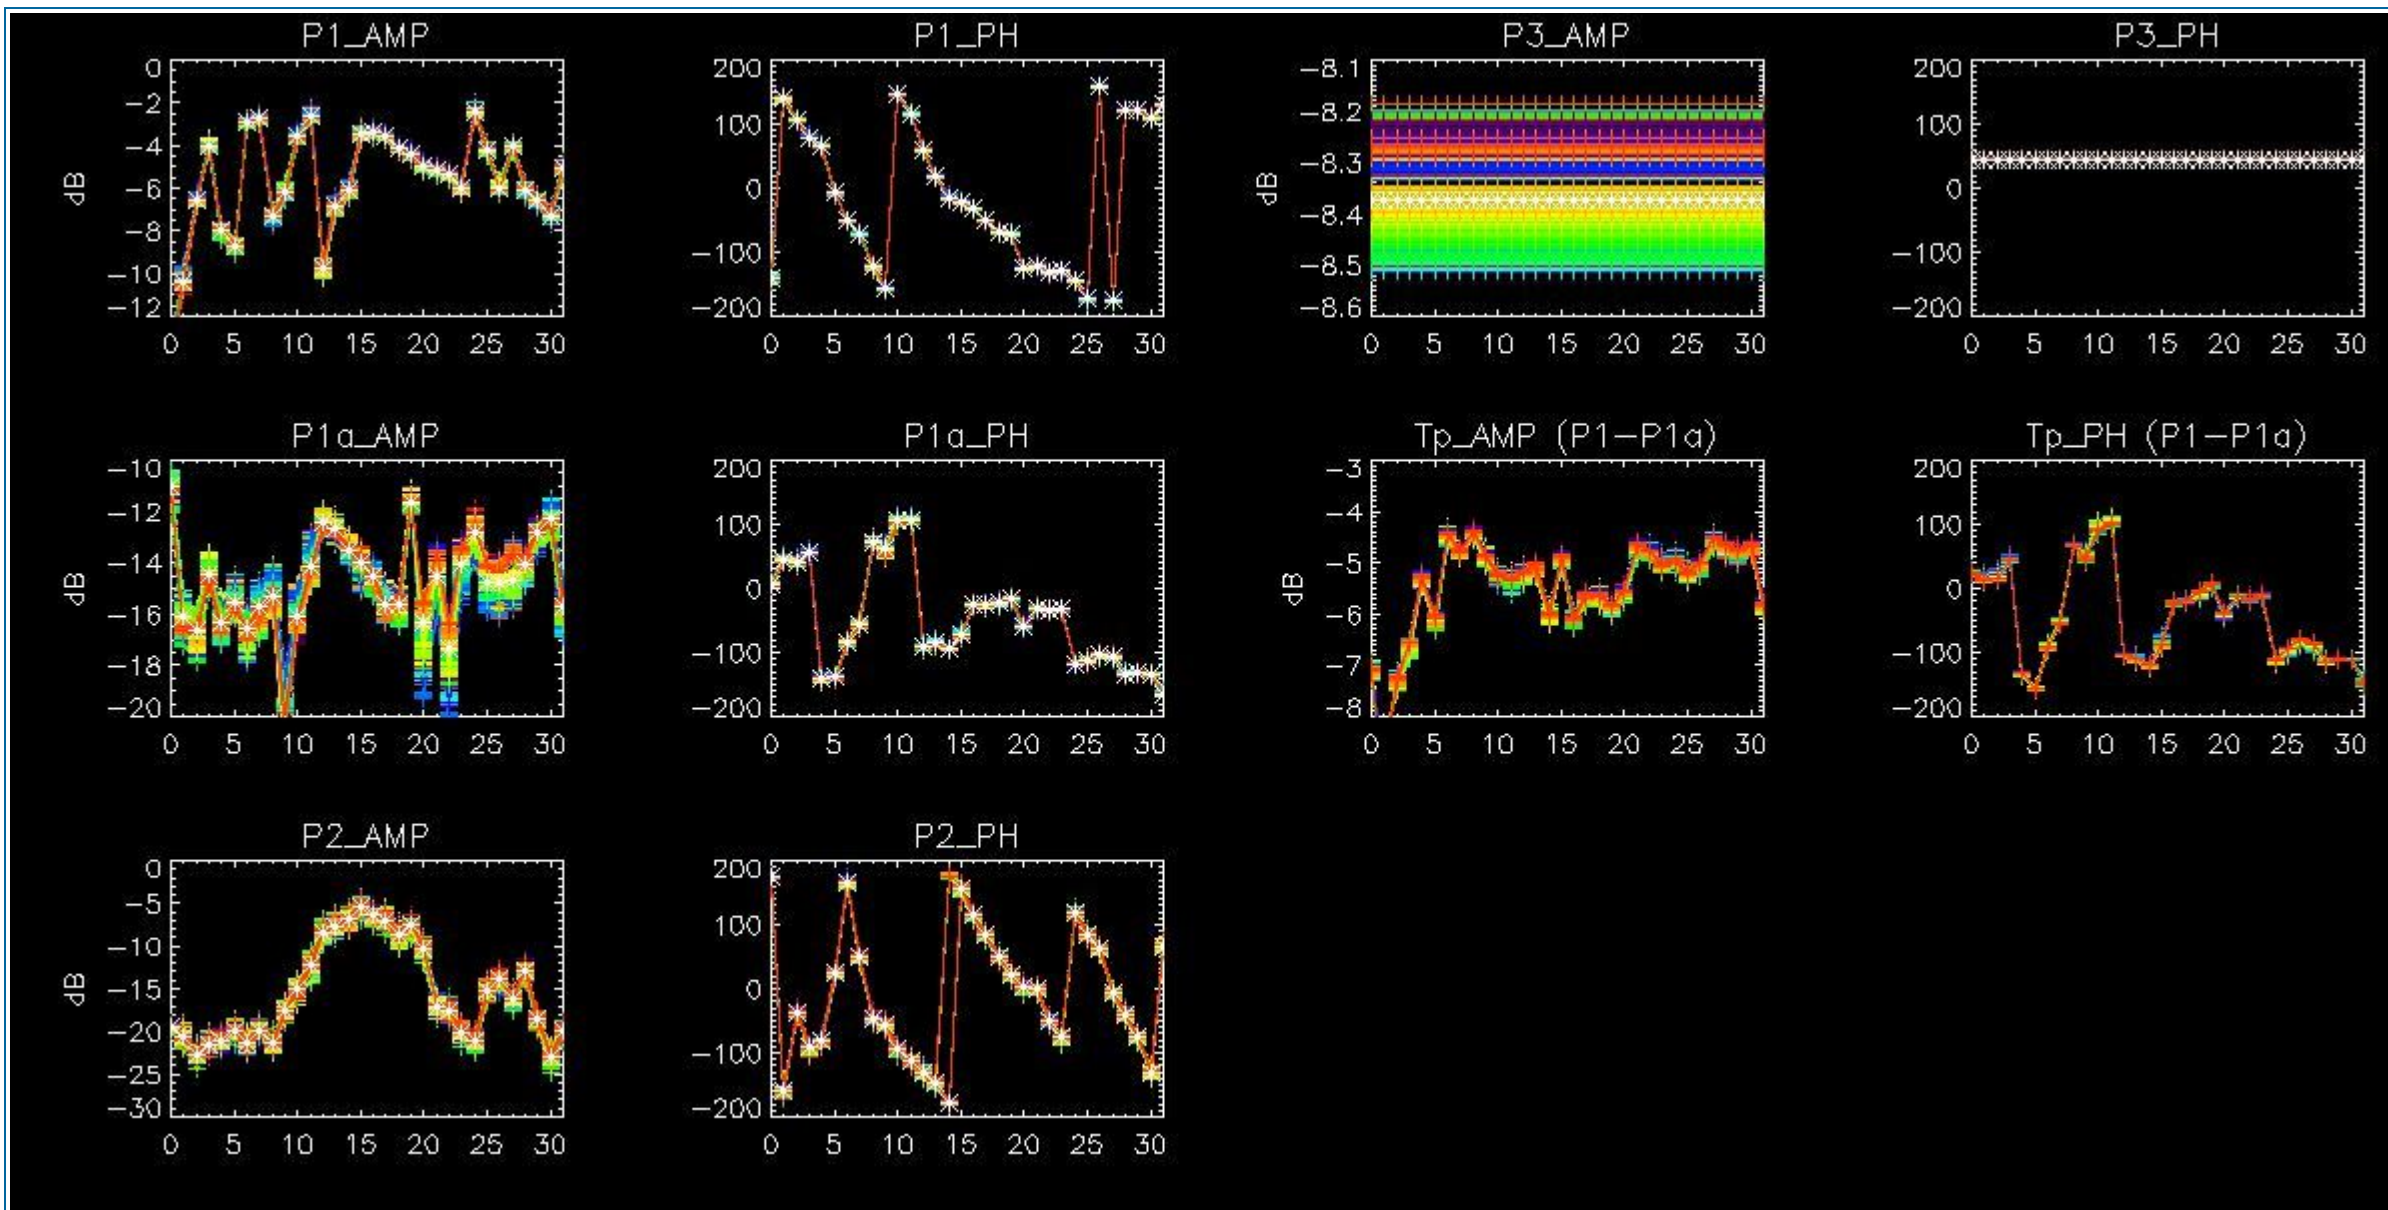 P1_AMP P1_PH P3_AMP P3_PH
0 200 -8.1 200
-2 100 -8.2 100
-4 0 -8.3 0
-6 -100 -8.4 -100
-8 -200 -8.5 -200
-10 -8.6
-12
dB dB
0 5 10 15 20 25 30 0 5 10 15 20 25 30 0 5 10 15 20 25 30 0 5 10 15 20 25 30
P1a_AMP P1a_PH Tp_AMP (P1-P1a) Tp_PH (P1-P1a)
-10 200 -3 200
-12 100 -4 100
-14 0 -5 0
-16 -100 -6 -100
-18 -200 -7 -200
-20 -8
dB dB
0 5 10 15 20 25 30 0 5 10 15 20 25 30 0 5 10 15 20 25 30 0 5 10 15 20 25 30
P2_AMP P2_PH
0 200
-5 100
-10 0
-15 -100
-20 -200
-25
-30
dB
0 5 10 15 20 25 30 0 5 10 15 20 25 30